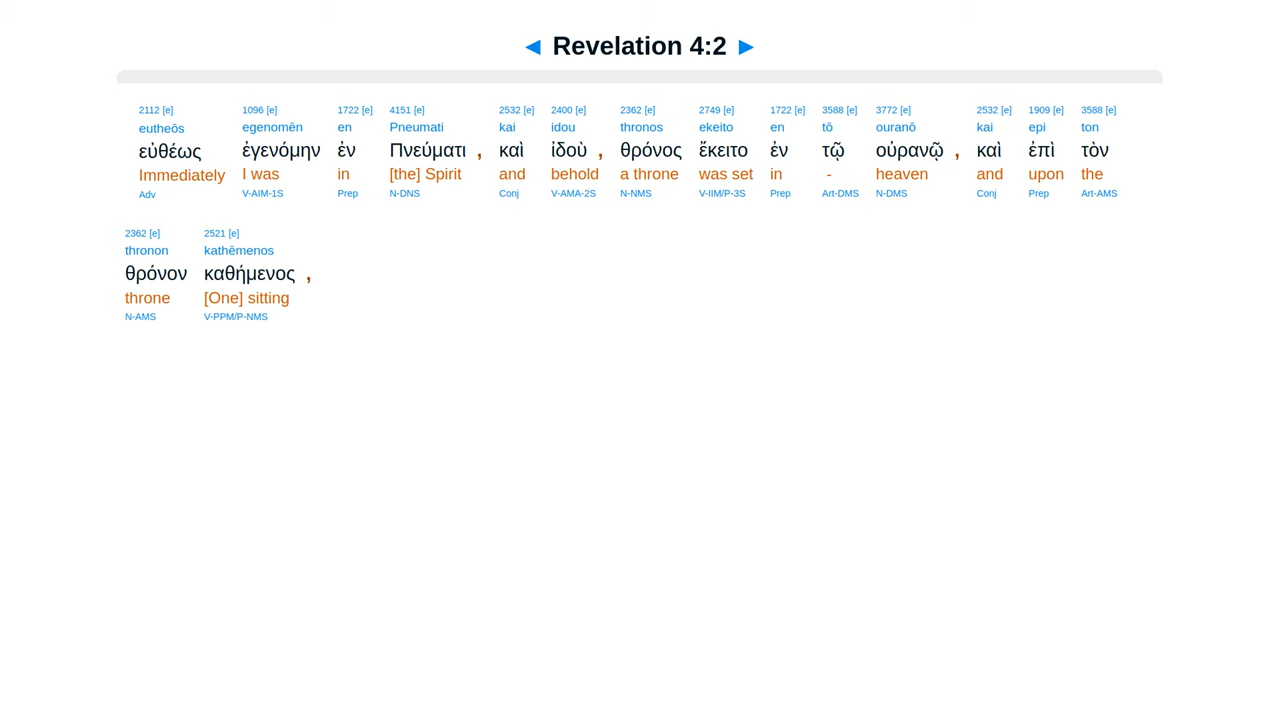 ◄ Revelation 4:2 ►
2112 [e] 1096 [e] 1722 [e] 4151 [e] 2532 [e] 2400 [e] 2362 [e] 2749 [e] 1722 [e] 3588 [e] 3772 [e] 2532 [e] 1909 [e] 3588 [e]
eutheōs egenomēn en Pneumati kai idou thronos ekeito en tō ouranō kai epi ton
εὐθέως ἐγενόμην ἐν Πνεύματι , καὶ ἰδοὺ , θρόνος ἔκειτο ἐν τῷ οὐρανῷ , καὶ ἐπὶ τὸν
Immediately I was in [the] Spirit and behold a throne was set in - heaven and upon the
Adv V-AIM-1S Prep N-DNS Conj V-AMA-2S N-NMS V-IIM/P-3S Prep Art-DMS N-DMS Conj Prep Art-AMS
2362 [e] 2521 [e]
thronon kathēmenos
θρόνον καθήμενος ,
throne [One] sitting
N-AMS V-PPM/P-NMS